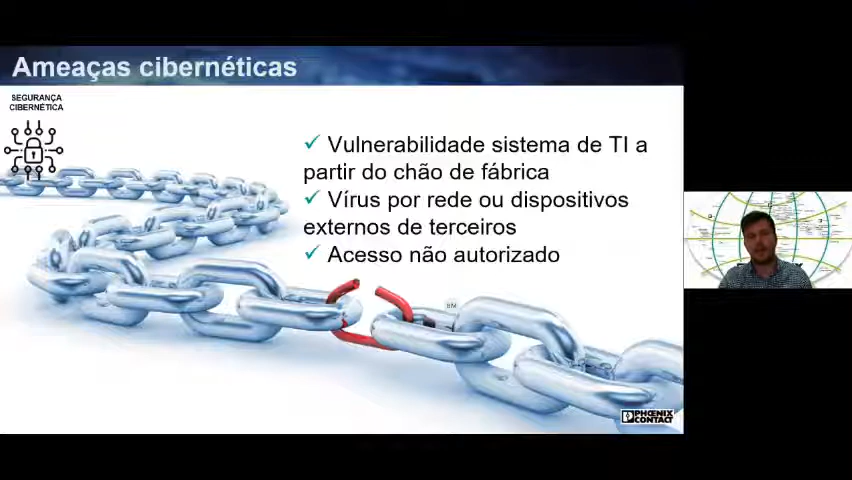 Ameaças cibernéticas
SEGURANÇA
CIBERNÉTICA
Vulnerabilidade sistema de TI a
partir do chão de fábrica
Vírus por rede ou dispositivos
externos de terceiros
Acesso não autorizado
PHŒNIX
CONTACT